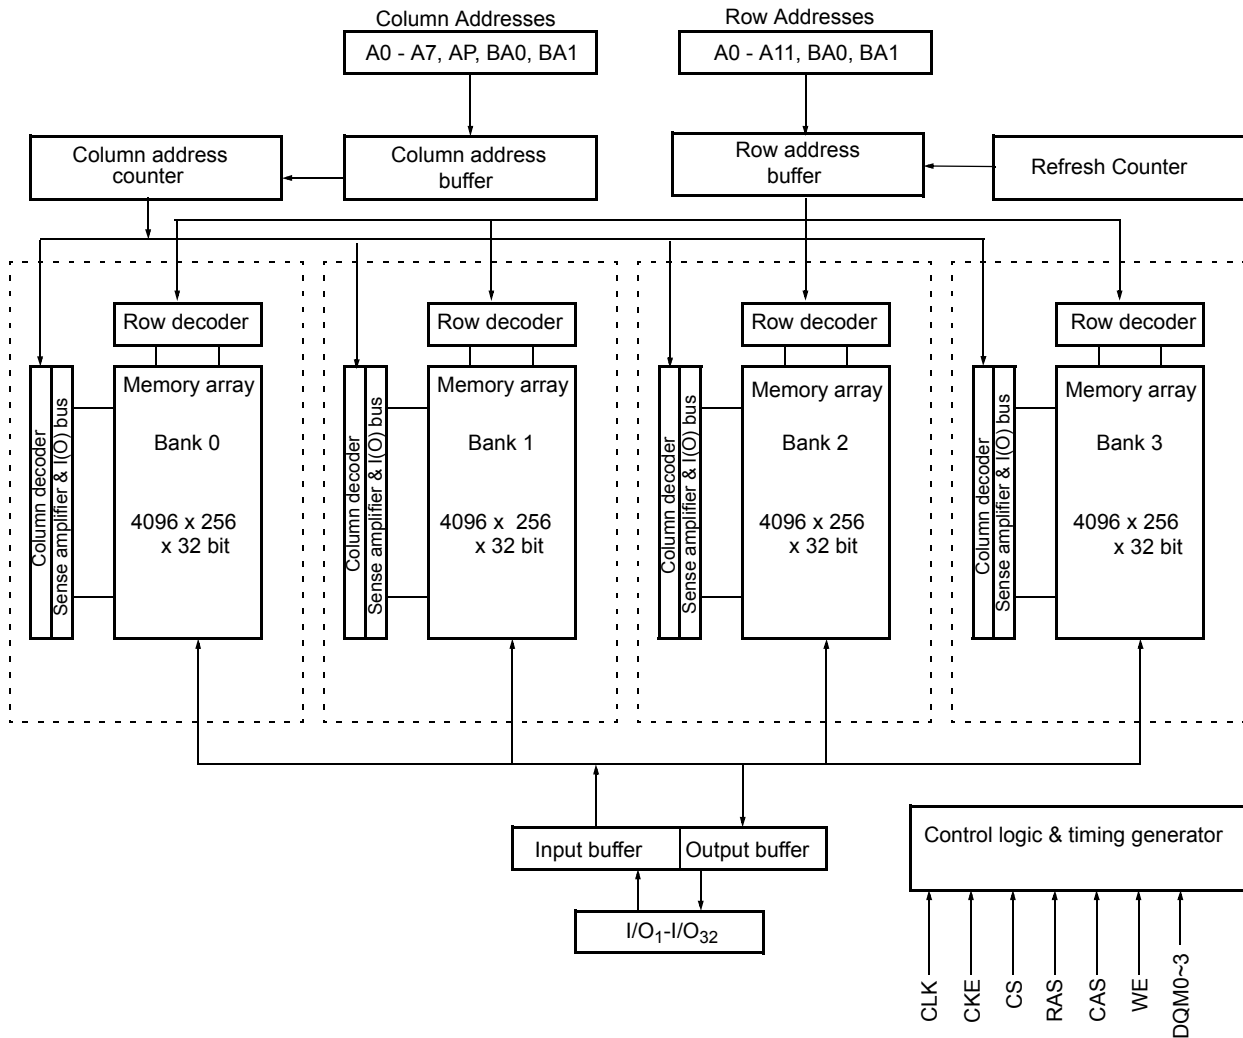 Column Addresses
Row Addresses
A0 - A7, AP, BA0, BA1
A0 - A11, BA0, BA1
Column address
counter
Column address
buffer
Row address
buffer
Refresh Counter
Row decoder
Row decoder
Row decoder
Row decoder
Column decoder
Sense amplifier & I(O) bus
Memory array
Bank 0
4096 x 256
x 32 bit
Column decoder
Sense amplifier & I(O) bus
Memory array
Bank 1
4096 x 256
x 32 bit
Column decoder
Sense amplifier & I(O) bus
Memory array
Bank 2
4096 x 256
x 32 bit
Column decoder
Sense amplifier & I(O) bus
Memory array
Bank 3
4096 x 256
x 32 bit
Input buffer
Output buffer
I/O1-I/O32
Control logic & timing generator
CLK
CKE
CS
RAS
CAS
WE
DQM0~3